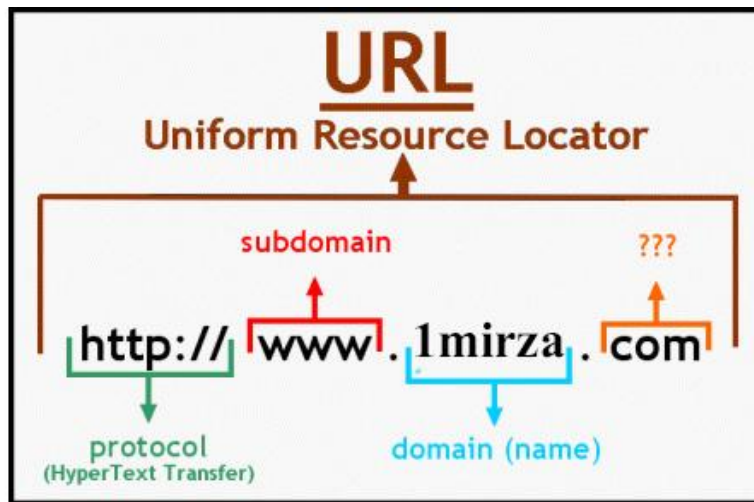 URL
Uniform Resource Locator
subdomain
???
http:// www . 1mirza . com
protocol
(HyperText Transfer)
domain (name)